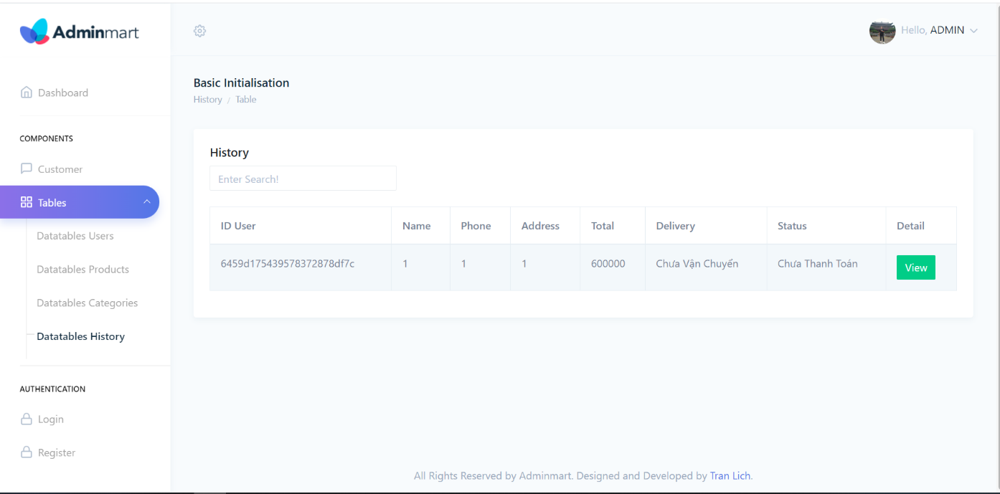 Adminmart
Hello, ADMIN
Dashboard
COMPONENTS
Customer
Tables
Datatables Users
Datatables Products
Datatables Categories
Datatables History
AUTHENTICATION
Login
Register
Basic Initialisation
History / Table
History
Enter Search!
ID User Name Phone Address Total Delivery Status Detail
6459d175439578372878df7c 1 1 1 600000 Chưa Vận Chuyển Chưa Thanh Toán View
All Rights Reserved by Adminmart. Designed and Developed by Tran Lich.